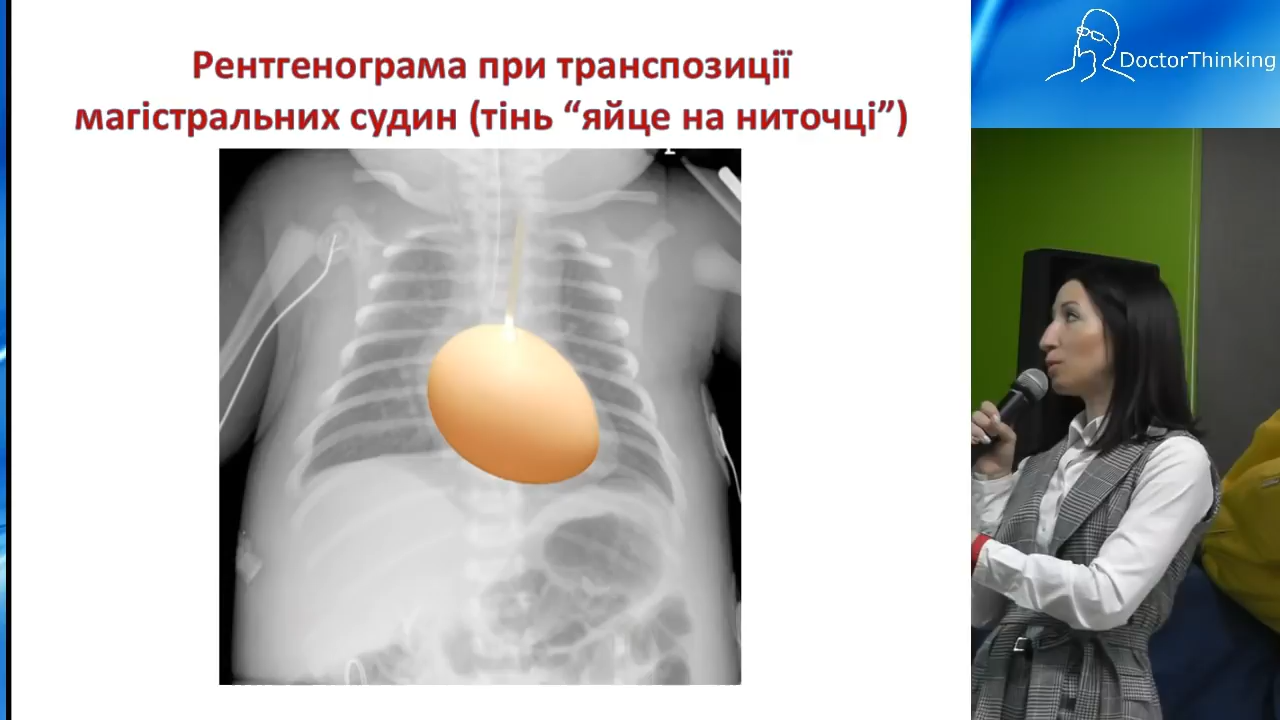 Рентгенограма при транспозиції
магістральних судин (тінь “яйце на ниточці”)
DoctorThinking